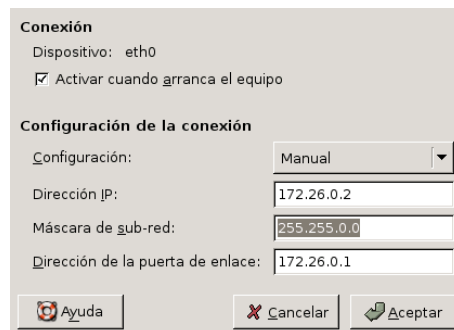 Conexión
Dispositivo: eth0
Activar cuando arranca el equipo
Configuración de la conexión
Configuración: Manual
Dirección IP: 172.26.0.2
Máscara de sub-red: 255.255.0.0
Dirección de la puerta de enlace: 172.26.0.1
Ayuda Cancelar Aceptar